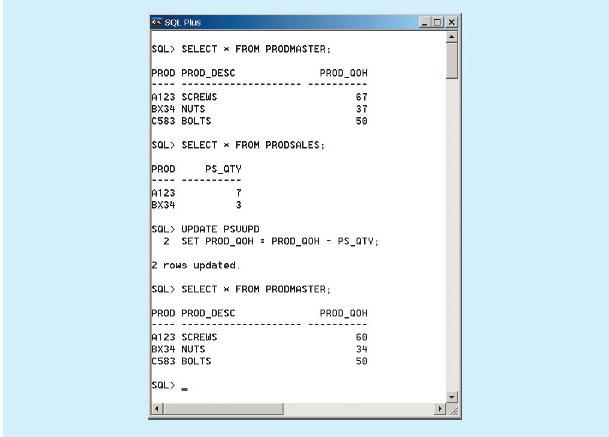 SQL Plus
SQL> SELECT * FROM PRODMASTER;
PROD PROD_DESC                    PROD_QOH
---- -------------------- ----------
A123 SCREWS                             67
BX34 NUTS                               37
C583 BOLTS                              50
SQL> SELECT * FROM PRODSALES;
PROD     PS_QTY
---- ----------
A123          7
BX34          3
SQL> UPDATE PSVUPD
  2  SET PROD_QOH = PROD_QOH - PS_QTY;
2 rows updated.
SQL> SELECT * FROM PRODMASTER;
PROD PROD_DESC                    PROD_QOH
---- -------------------- ----------
A123 SCREWS                             60
BX34 NUTS                               34
C583 BOLTS                              50
SQL> _